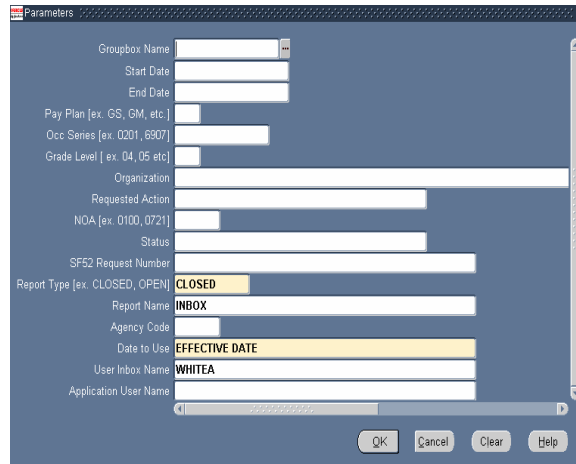 Parameters
Groupbox Name
Start Date
End Date
Pay Plan [ex. GS, GM, etc.]
Occ Series [ex. 0201, 6907]
Grade Level [ ex. 04, 05 etc]
Organization
Requested Action
NOA [ex. 0100, 0721]
Status
SF52 Request Number
Report Type [ex. CLOSED, OPEN] CLOSED
Report Name INBOX
Agency Code
Date to Use EFFECTIVE DATE
User Inbox Name WHITEA
Application User Name
OK Cancel Clear Help